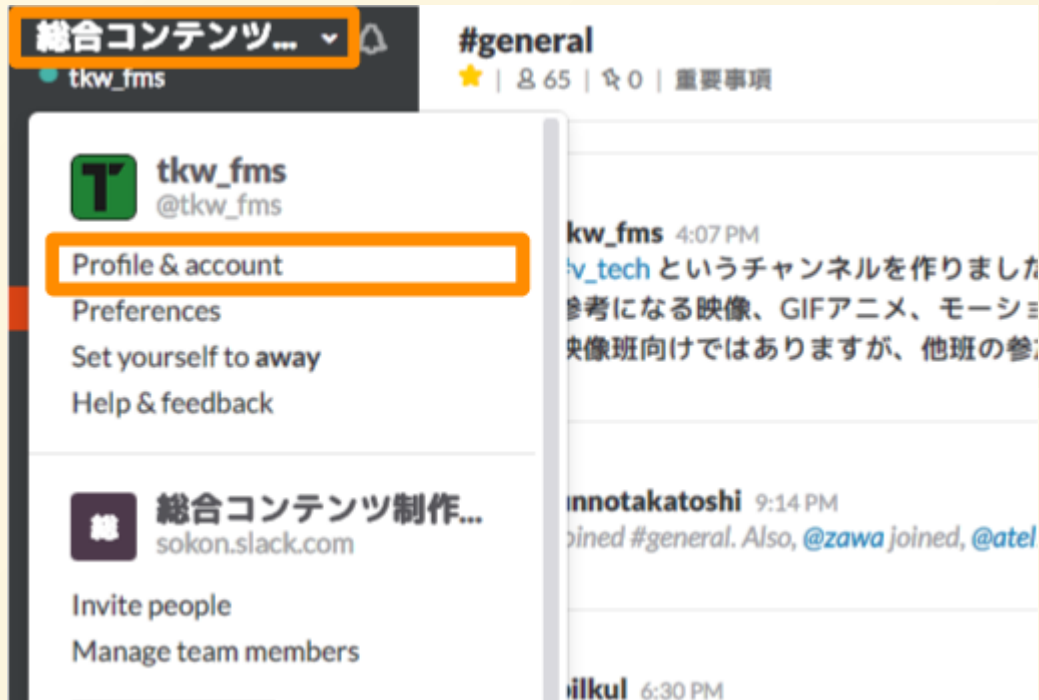 総合コンテンツ...
tkw_fms
#general
65 | 0 | 重要事項
tkw_fms
@tkw_fms
Profile & account
Preferences
Set yourself to away
Help & feedback
総合コンテンツ制作...
sokon.slack.com
Invite people
Manage team members
kw_fms 4:07 PM
#v_tech というチャンネルを作りました
参考になる映像、GIFアニメ、モーショ
映像班向けではありますが、他班の参
nnotakatoshi 9:14 PM
oined #general. Also, @zawa joined, @atel
ilkul 6:30 PM